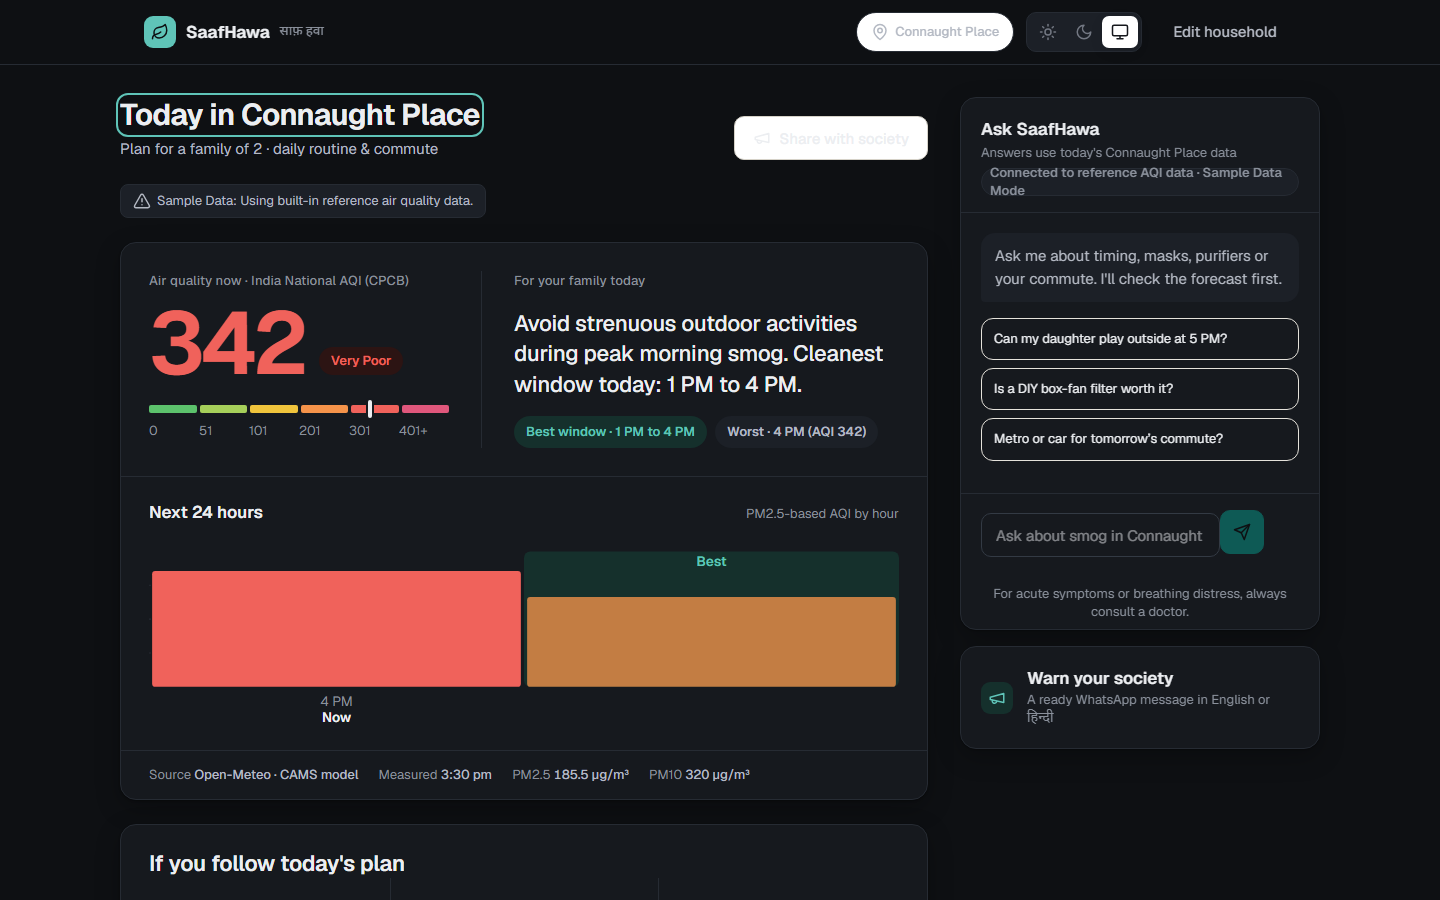 SaafHawa साफ़ हवा
Connaught Place
Edit household
Today in Connaught Place
Plan for a family of 2 · daily routine & commute
Share with society
Sample Data: Using built-in reference air quality data.
Air quality now · India National AQI (CPCB)
342 Very Poor
0 51 101 201 301 401+
For your family today
Avoid strenuous outdoor activities
during peak morning smog. Cleanest
window today: 1 PM to 4 PM.
Best window · 1 PM to 4 PM Worst · 4 PM (AQI 342)
Next 24 hours
PM2.5-based AQI by hour
Best
4 PM
Now
Source Open-Meteo · CAMS model Measured 3:30 pm PM2.5 185.5 µg/m³ PM10 320 µg/m³
If you follow today's plan
Ask SaafHawa
Answers use today's Connaught Place data
Connected to reference AQI data · Sample Data
Mode
Ask me about timing, masks, purifiers or
your commute. I'll check the forecast first.
Can my daughter play outside at 5 PM?
Is a DIY box-fan filter worth it?
Metro or car for tomorrow's commute?
Ask about smog in Connaught
For acute symptoms or breathing distress, always
consult a doctor.
Warn your society
A ready WhatsApp message in English or
हिन्दी